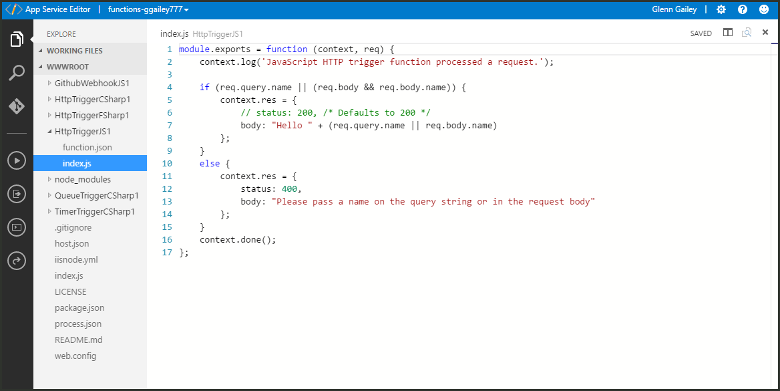 </> App Service Editor | functions-ggailey777
Glenn Gailey |
EXPLORE
WORKING FILES
WWWROOT
GithubWebhookJS1
HttpTriggerCSharp1
HttpTriggerFSharp1
HttpTriggerJS1
function.json
index.js
node_modules
QueueTriggerCSharp1
TimerTriggerCSharp1
.gitignore
host.json
iisnode.yml
index.js
LICENSE
package.json
process.json
README.md
web.config
index.js HttpTriggerJS1
SAVED
1 module.exports = function (context, req) {
2     context.log('JavaScript HTTP trigger function processed a request.');
3
4     if (req.query.name || (req.body && req.body.name)) {
5         context.res = {
6             // status: 200, /* Defaults to 200 */
7             body: "Hello " + (req.query.name || req.body.name)
8         };
9     }
10     else {
11         context.res = {
12             status: 400,
13             body: "Please pass a name on the query string or in the request body"
14         };
15     }
16     context.done();
17 };